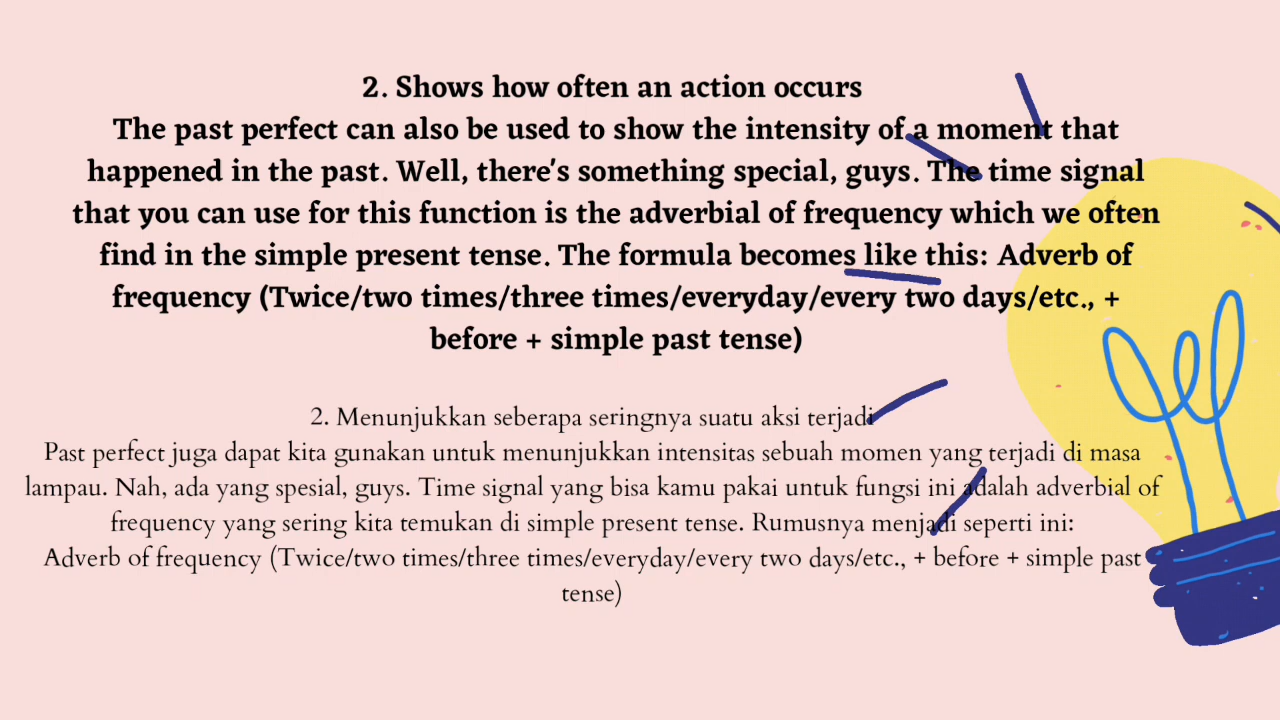 2. Shows how often an action occurs
The past perfect can also be used to show the intensity of a moment that
happened in the past. Well, there's something special, guys. The time signal
that you can use for this function is the adverbial of frequency which we often
find in the simple present tense. The formula becomes like this: Adverb of
frequency (Twice/two times/three times/everyday/every two days/etc., +
before + simple past tense)
2. Menunjukkan seberapa seringnya suatu aksi terjadi
Past perfect juga dapat kita gunakan untuk menunjukkan intensitas sebuah momen yang terjadi di masa
lampau. Nah, ada yang spesial, guys. Time signal yang bisa kamu pakai untuk fungsi ini adalah adverbial of
frequency yang sering kita temukan di simple present tense. Rumusnya menjadi seperti ini:
Adverb of frequency (Twice/two times/three times/everyday/every two days/etc., + before + simple past
tense)